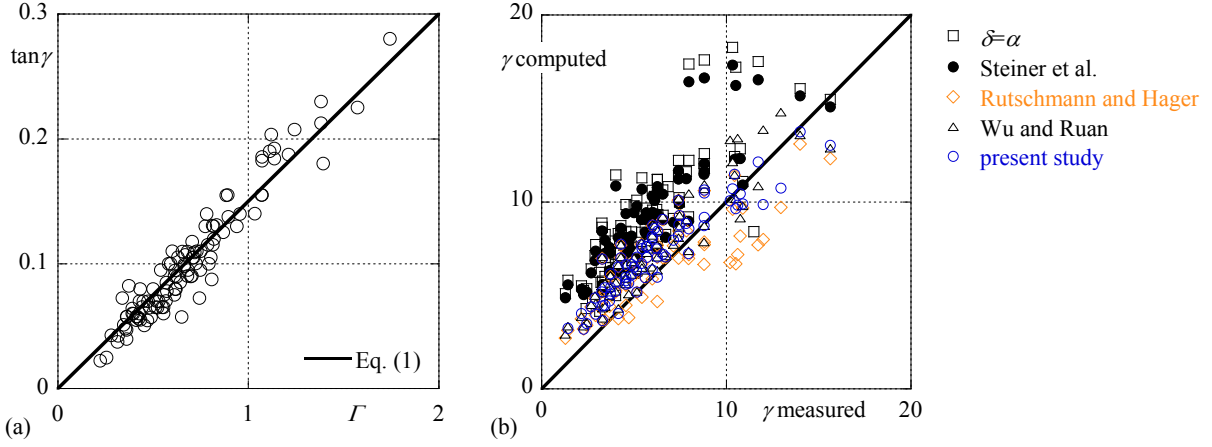 0.3
tanγ
0.2
0.1
0
0
1
Γ
2
Eq. (1)
(a)
20
γ computed
10
0
0
10
γ measured
20
(b)
δ=α
Steiner et al.
Rutschmann and Hager
Wu and Ruan
present study